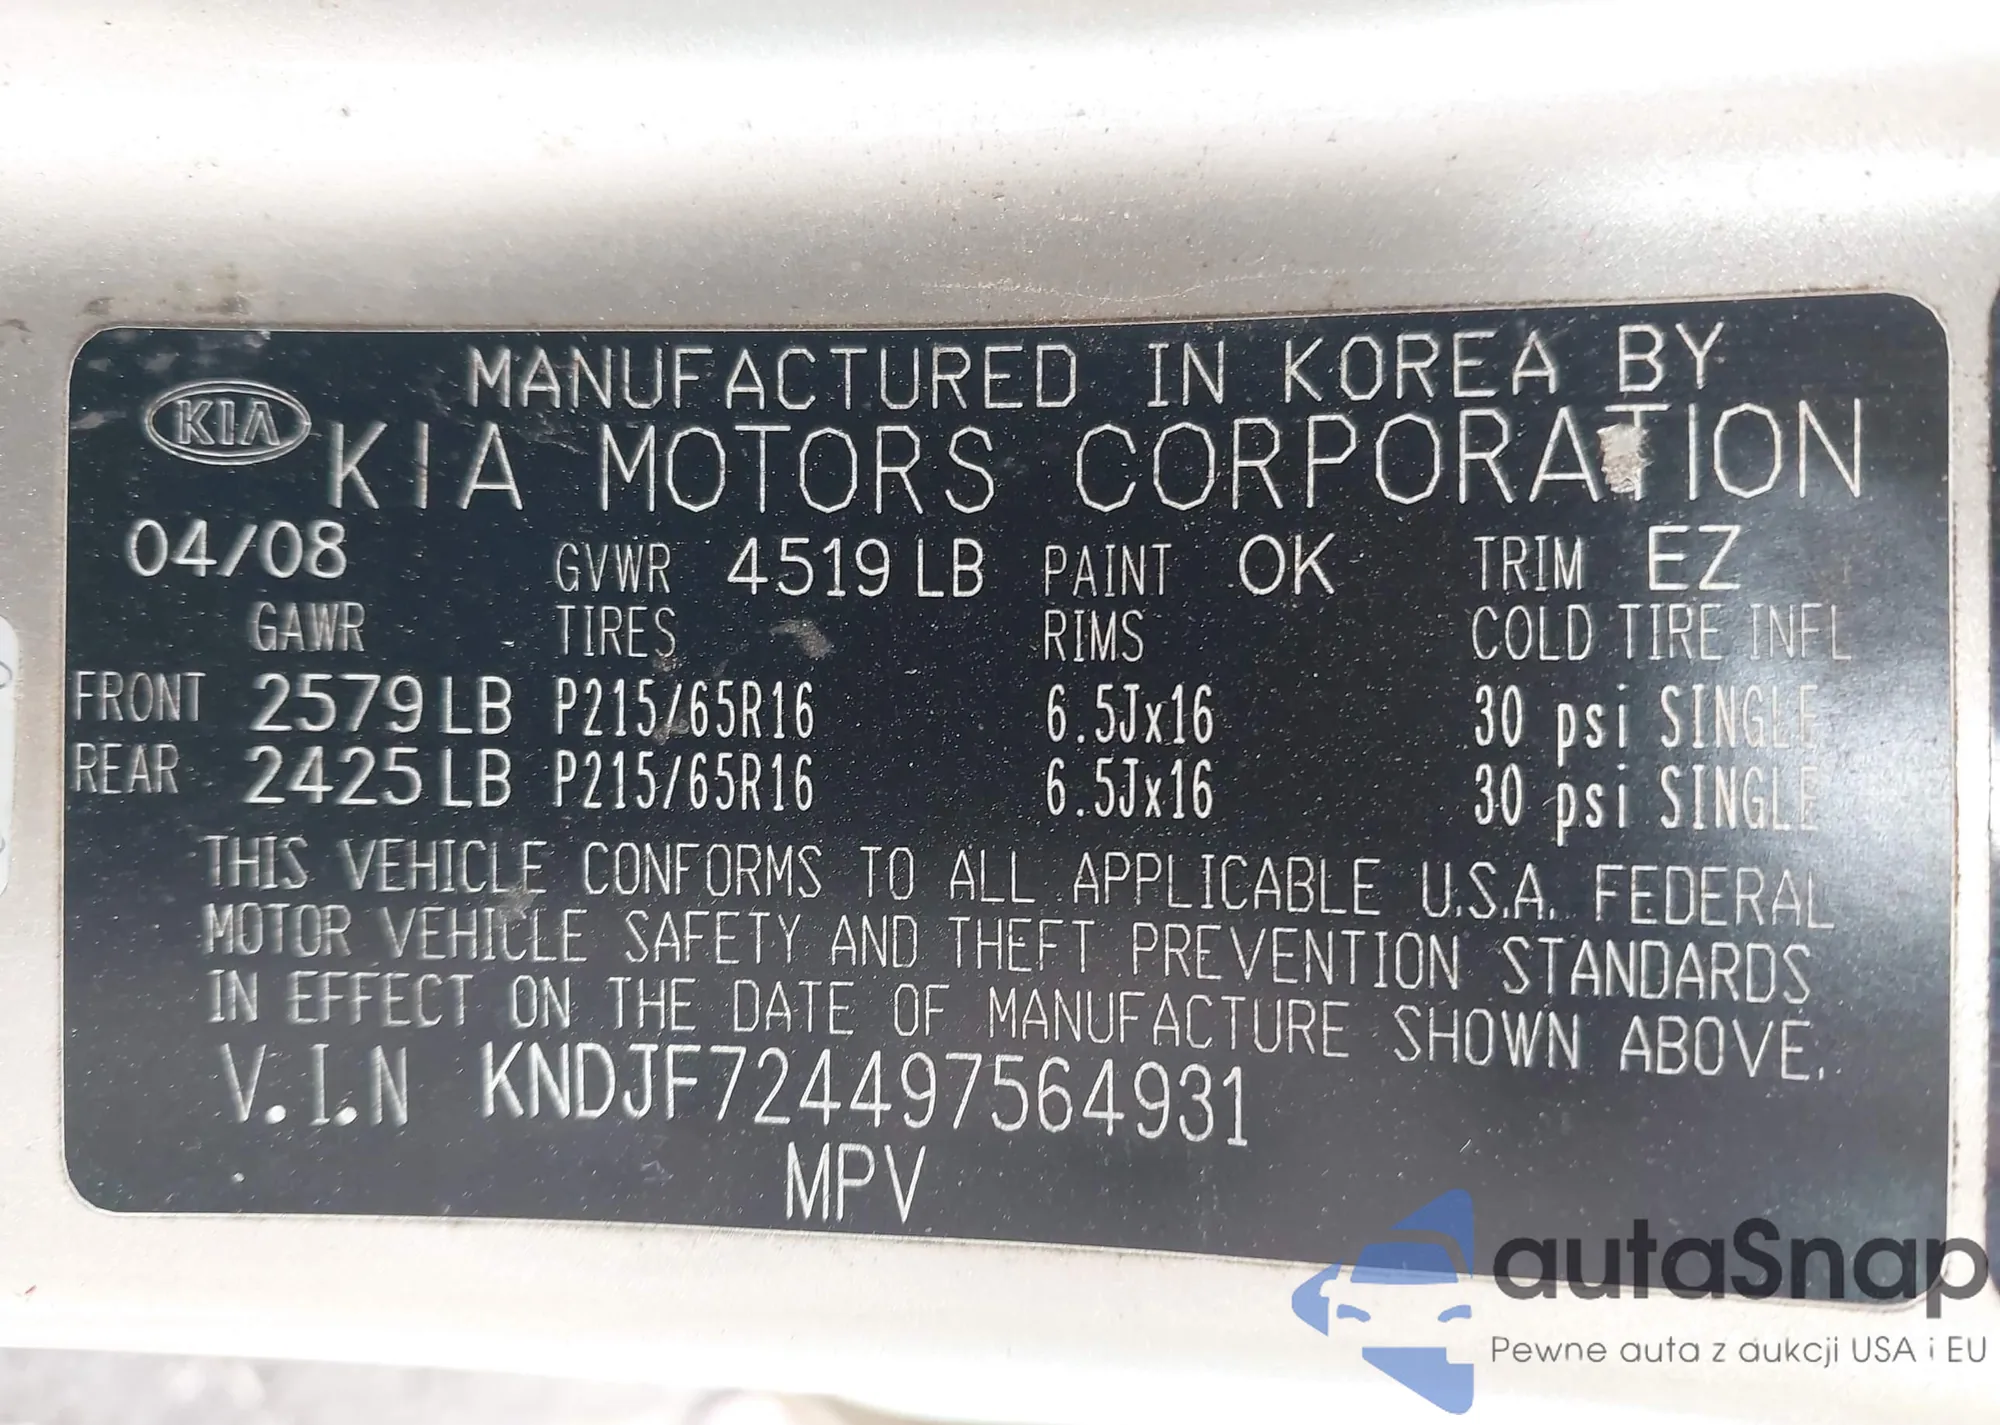 MANUFACTURED IN KOREA BY
KIA KIA MOTORS CORPORATION
04/08 GVWR 4519 LB PAINT OK TRIM EZ
GAWR TIRES RIMS COLD TIRE INFL
FRONT 2579 LB P215/65R16 6.5Jx16 30 psi SINGLE
REAR 2425 LB P215/65R16 6.5Jx16 30 psi SINGLE
THIS VEHICLE CONFORMS TO ALL APPLICABLE U.S.A. FEDERAL
MOTOR VEHICLE SAFETY AND THEFT PREVENTION STANDARDS
IN EFFECT ON THE DATE OF MANUFACTURE SHOWN ABOVE.
V.I.N KNDJF724497564931
MPV
autaSnap
Pewne auta z aukcji USA i EU